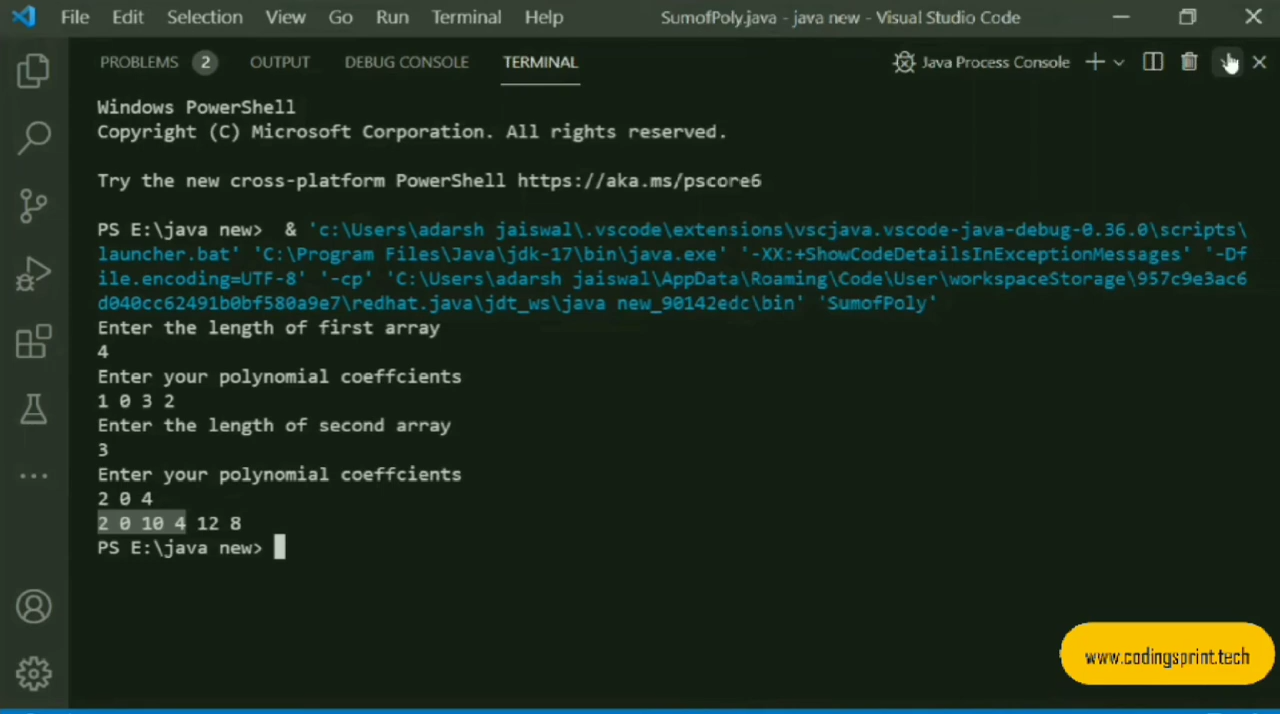 File Edit Selection View Go Run Terminal Help SumofPoly.java - java new - Visual Studio Code
PROBLEMS 2 OUTPUT DEBUG CONSOLE TERMINAL Java Process Console
Windows PowerShell
Copyright (C) Microsoft Corporation. All rights reserved.
Try the new cross-platform PowerShell https://aka.ms/pscore6
PS E:\java new>  & 'c:\Users\adarsh jaiswal\.vscode\extensions\vscjava.vscode-java-debug-0.36.0\scripts\
launcher.bat' 'C:\Program Files\Java\jdk-17\bin\java.exe' '-XX:+ShowCodeDetailsInExceptionMessages' '-Df
ile.encoding=UTF-8' '-cp' 'C:\Users\adarsh jaiswal\AppData\Roaming\Code\User\workspaceStorage\957c9e3ac6
d040cc62491b0bf580a9e7\redhat.java\jdt_ws\java new_90142edc\bin' 'SumofPoly'
Enter the length of first array
4
Enter your polynomial coeffcients
1 0 3 2
Enter the length of second array
3
Enter your polynomial coeffcients
2 0 4
2 0 10 4 12 8
PS E:\java new>
www.codingsprint.tech